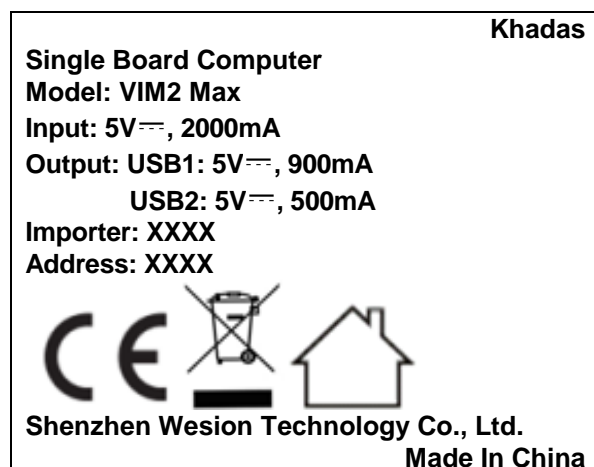 Khadas
Single Board Computer
Model: VIM2 Max
Input: 5V⎓, 2000mA
Output: USB1: 5V⎓, 900mA
USB2: 5V⎓, 500mA
Importer: XXXX
Address: XXXX
CE
Shenzhen Wesion Technology Co., Ltd.
Made In China